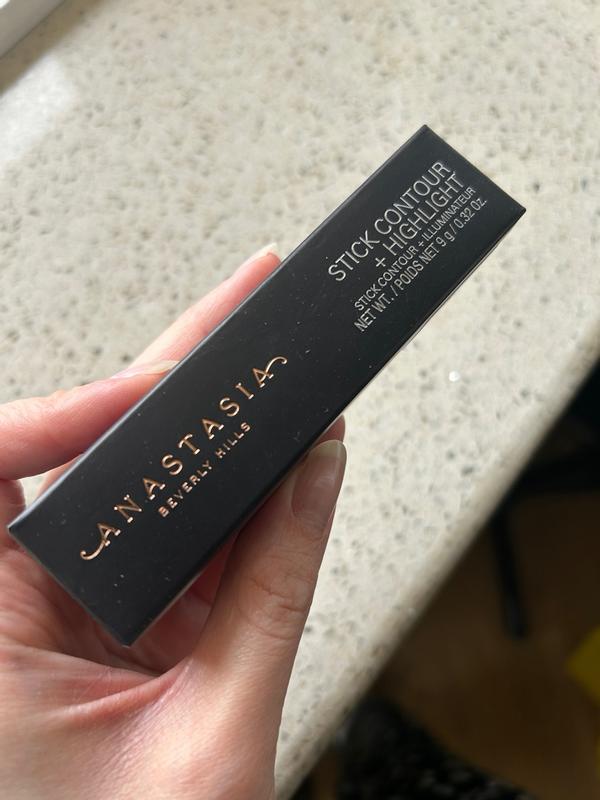 STICK CONTOUR
+ HIGHLIGHT
STICK CONTOUR + ILLUMINATEUR
NET WT. / POIDS NET 9 g / 0.32 Oz.
ANASTASIA
BEVERLY HILLS